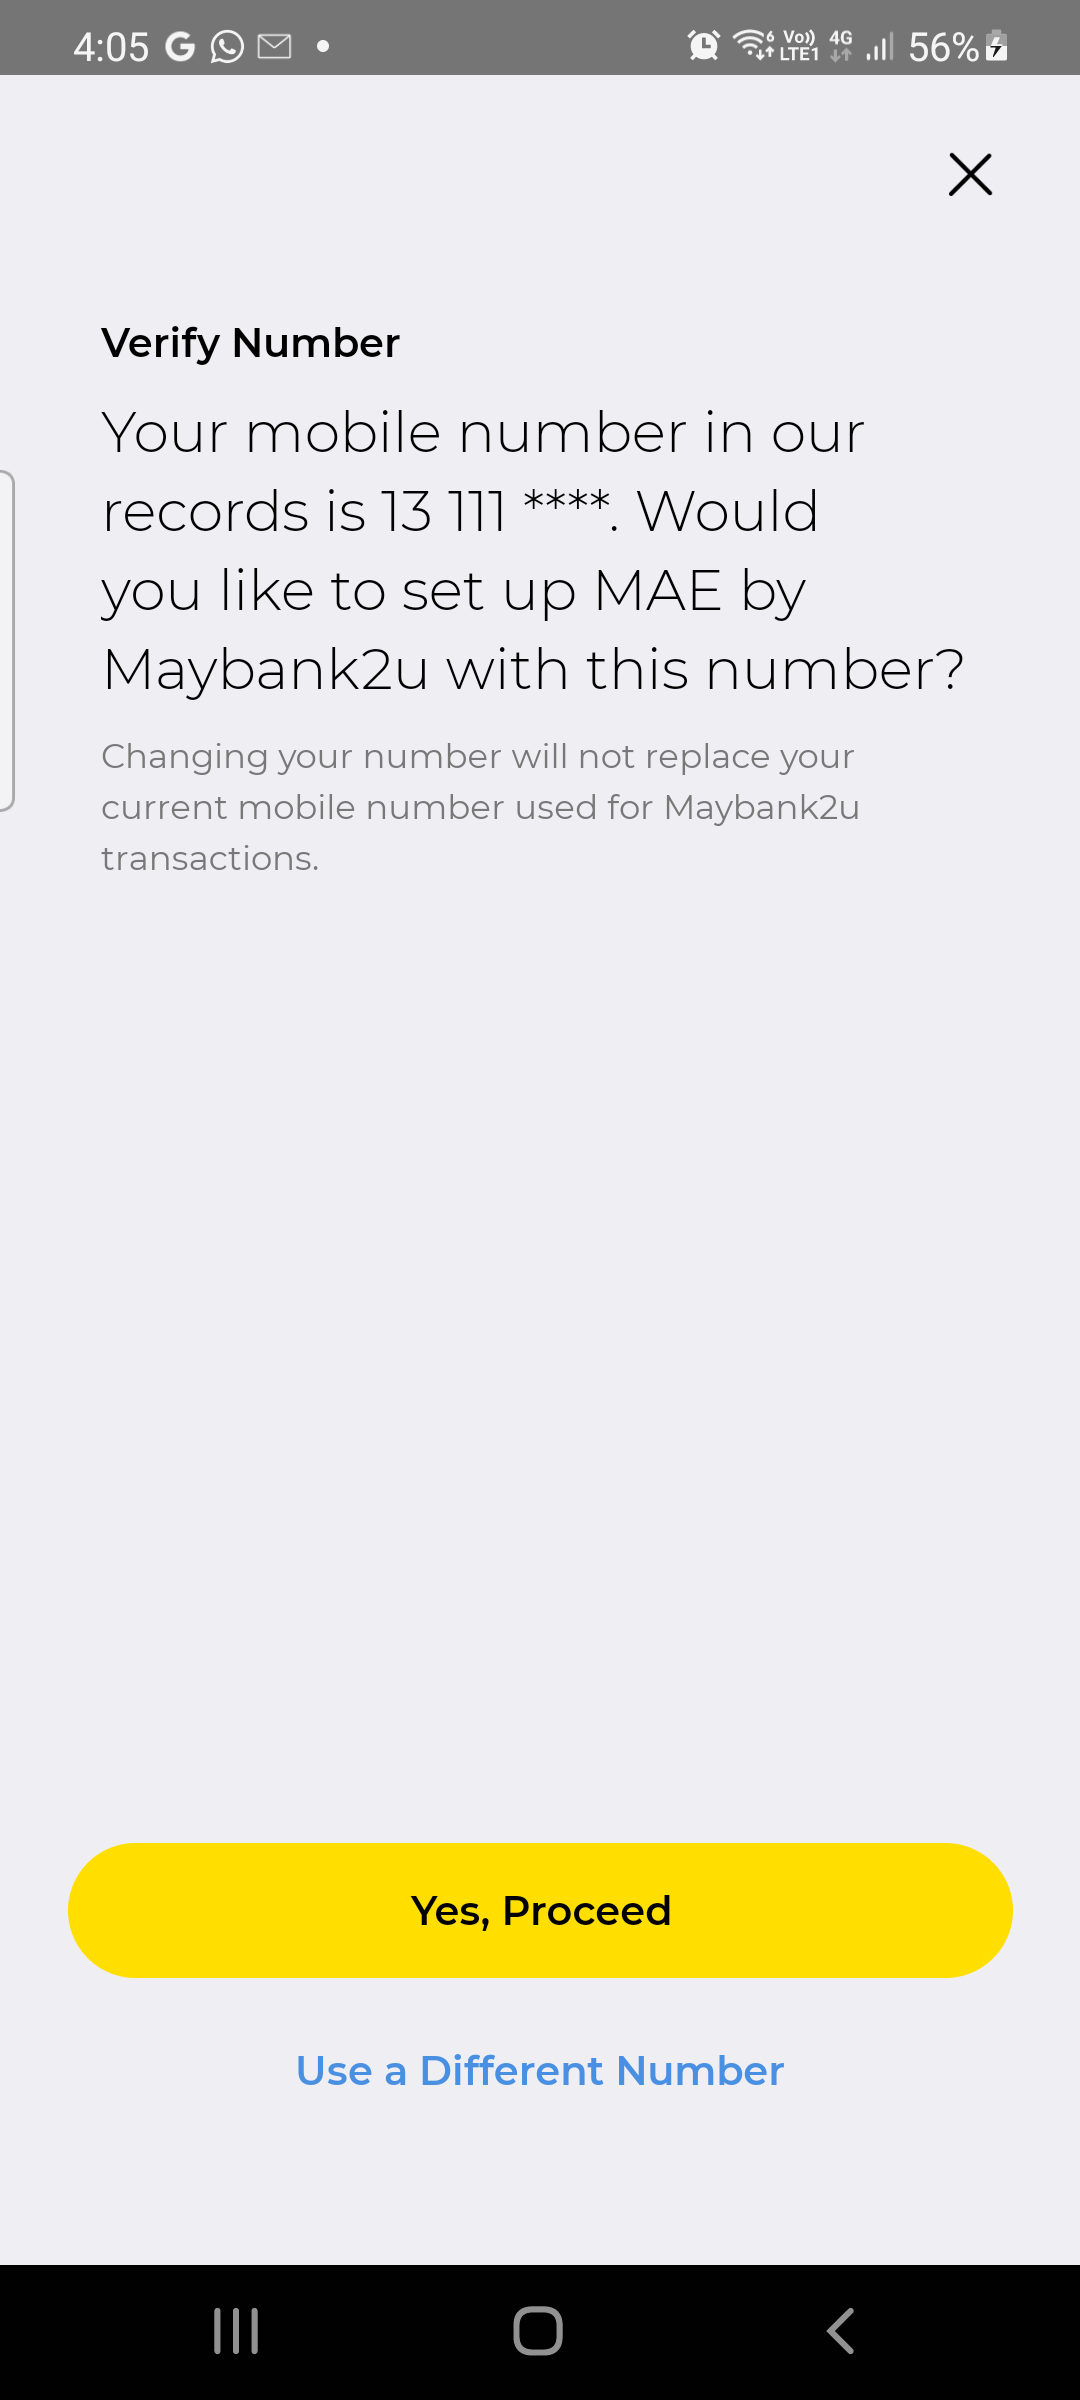 4:05
Vo)) 4G
6 LTE1 56%
Verify Number
Your mobile number in our
records is 13 111 ****. Would
you like to set up MAE by
Maybank2u with this number?
Changing your number will not replace your
current mobile number used for Maybank2u
transactions.
Yes, Proceed
Use a Different Number